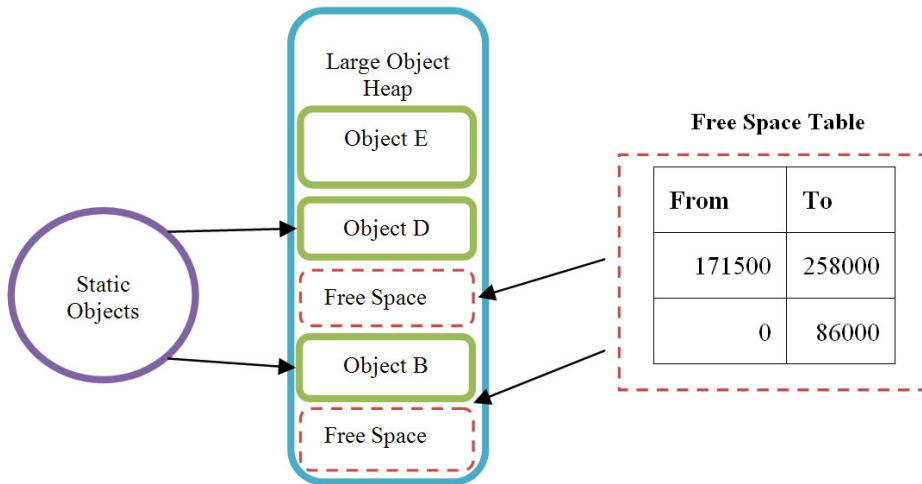 Large Object
Heap
Object E
Object D
Free Space
Object B
Free Space
Static
Objects
Free Space Table
From To
171500 258000
0 86000